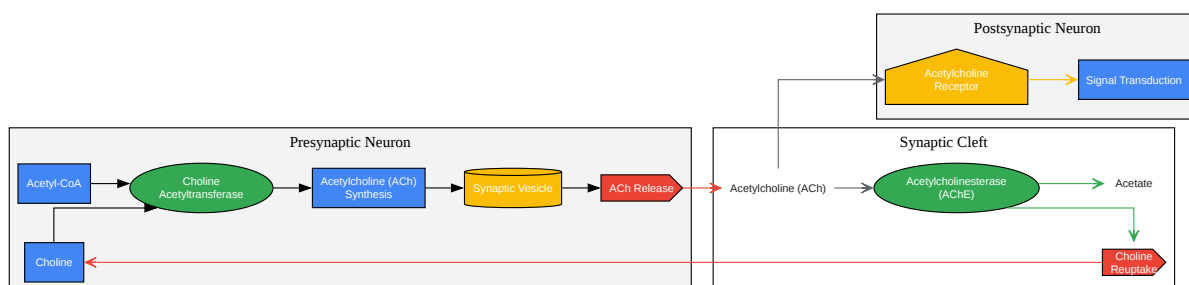 Postsynaptic Neuron
Acetylcholine
Receptor
Signal Transduction
Presynaptic Neuron
Acetyl-CoA
Choline
Acetyltransferase
Acetylcholine (ACh)
Synthesis
Synaptic Vesicle
ACh Release
Choline
Synaptic Cleft
Acetylcholine (ACh)
Acetylcholinesterase
(AChE)
Acetate
Choline
Reuptake